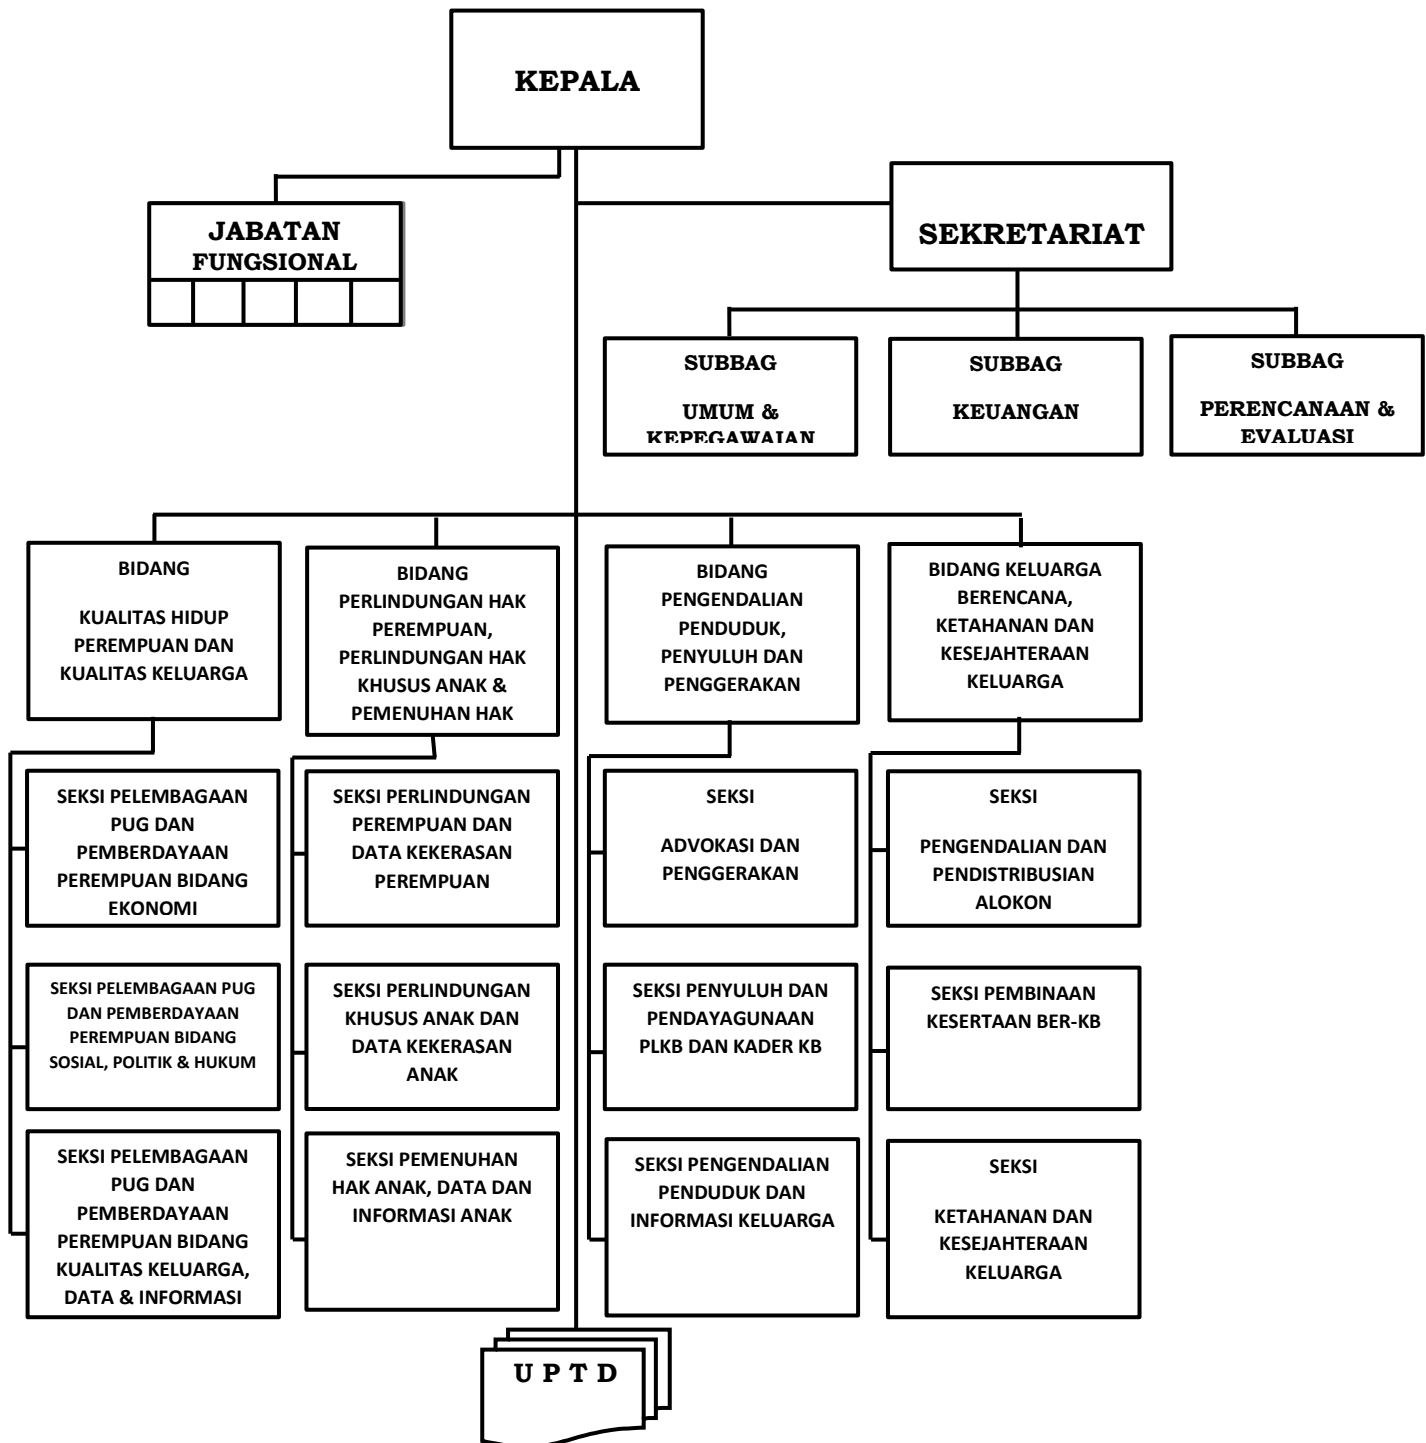 KEPALA
JABATAN
FUNGSIONAL
SEKRETARIAT
SUBBAG
UMUM &
KEPEGAWAIAN
SUBBAG
KEUANGAN
SUBBAG
PERENCANAAN &
EVALUASI
BIDANG
KUALITAS HIDUP
PEREMPUAN DAN
KUALITAS KELUARGA
BIDANG
PERLINDUNGAN HAK
PEREMPUAN,
PERLINDUNGAN HAK
KHUSUS ANAK &
PEMENUHAN HAK
BIDANG
PENGENDALIAN
PENDUDUK,
PENYULUH DAN
PENGGERAKAN
BIDANG KELUARGA
BERENCANA,
KETAHANAN DAN
KESEJAHTERAAN
KELUARGA
SEKSI PELEMBAGAAN
PUG DAN
PEMBERDAYAAN
PEREMPUAN BIDANG
EKONOMI
SEKSI PERLINDUNGAN
PEREMPUAN DAN
DATA KEKERASAN
PEREMPUAN
SEKSI
ADVOKASI DAN
PENGGERAKAN
SEKSI
PENGENDALIAN DAN
PENDISTRIBUSIAN
ALOKON
SEKSI PELEMBAGAAN PUG
DAN PEMBERDAYAAN
PEREMPUAN BIDANG
SOSIAL, POLITIK & HUKUM
SEKSI PERLINDUNGAN
KHUSUS ANAK DAN
DATA KEKERASAN
ANAK
SEKSI PENYULUH DAN
PENDAYAGUNAAN
PLKB DAN KADER KB
SEKSI PEMBINAAN
KESERTAAN BER-KB
SEKSI PELEMBAGAAN
PUG DAN
PEMBERDAYAAN
PEREMPUAN BIDANG
KUALITAS KELUARGA,
DATA & INFORMASI
SEKSI PEMENUHAN
HAK ANAK, DATA DAN
INFORMASI ANAK
SEKSI PENGENDALIAN
PENDUDUK DAN
INFORMASI KELUARGA
SEKSI
KETAHANAN DAN
KESEJAHTERAAN
KELUARGA
U P T D